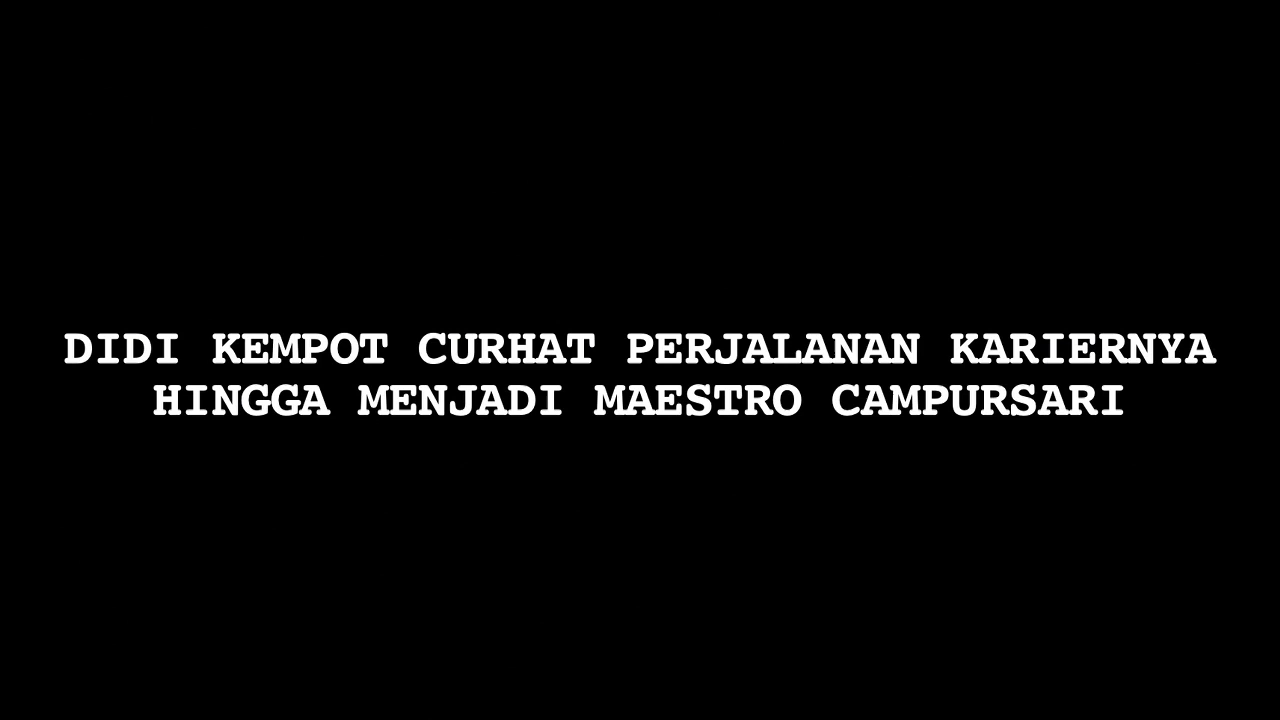 DIDI KEMPOT CURHAT PERJALANAN KARIERNYA
HINGGA MENJADI MAESTRO CAMPURSARI